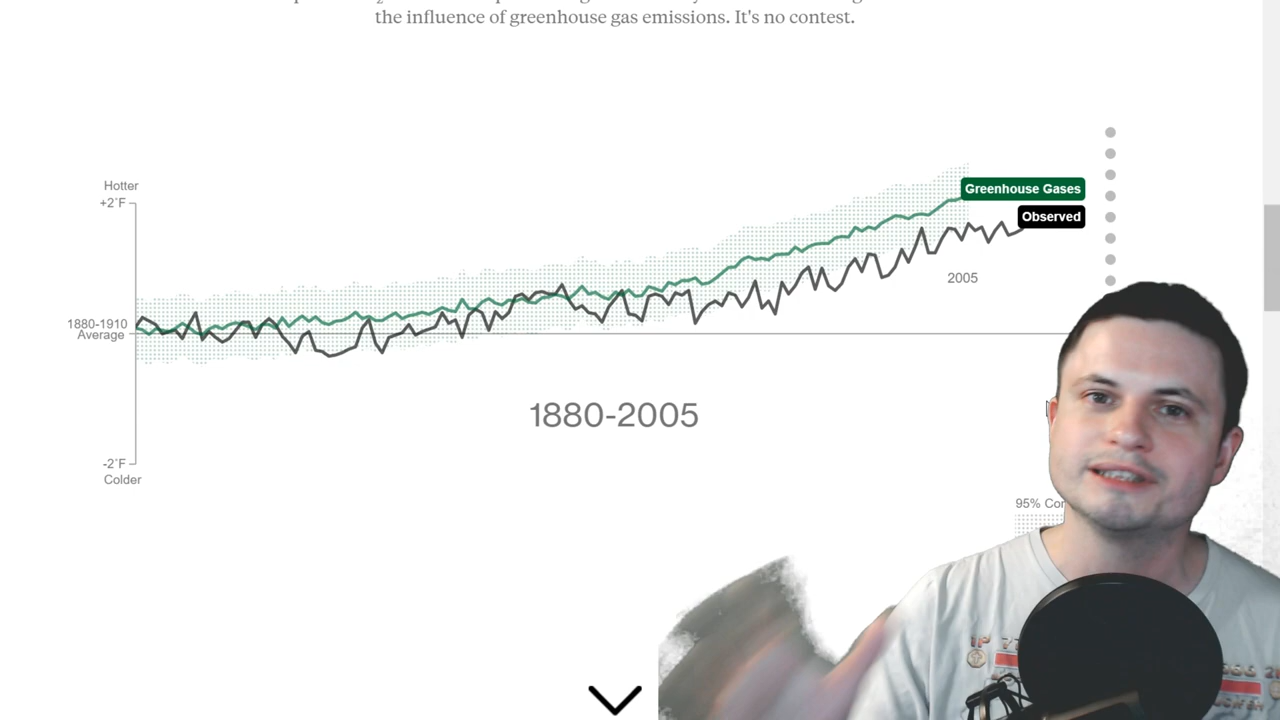 the influence of greenhouse gas emissions. It's no contest.
Hotter
+2°F
Greenhouse Gases
Observed
2005
1880-1910
Average
1880-2005
-2°F
Colder
95%